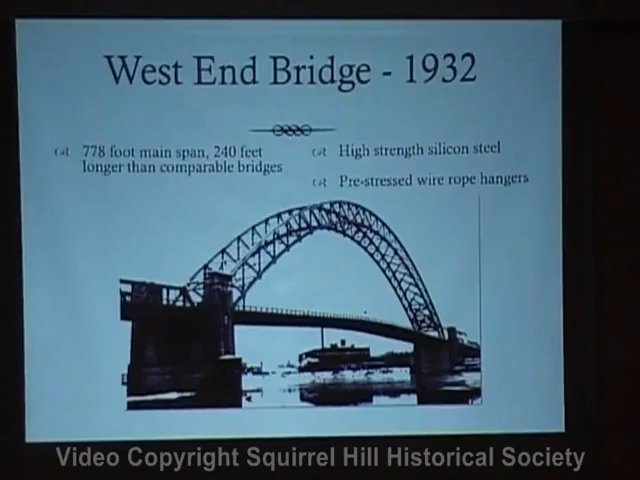 West End Bridge - 1932
778 foot main span, 240 feet
longer than comparable bridges
High strength silicon steel
Pre-stressed wire rope hangers
Video Copyright Squirrel Hill Historical Society